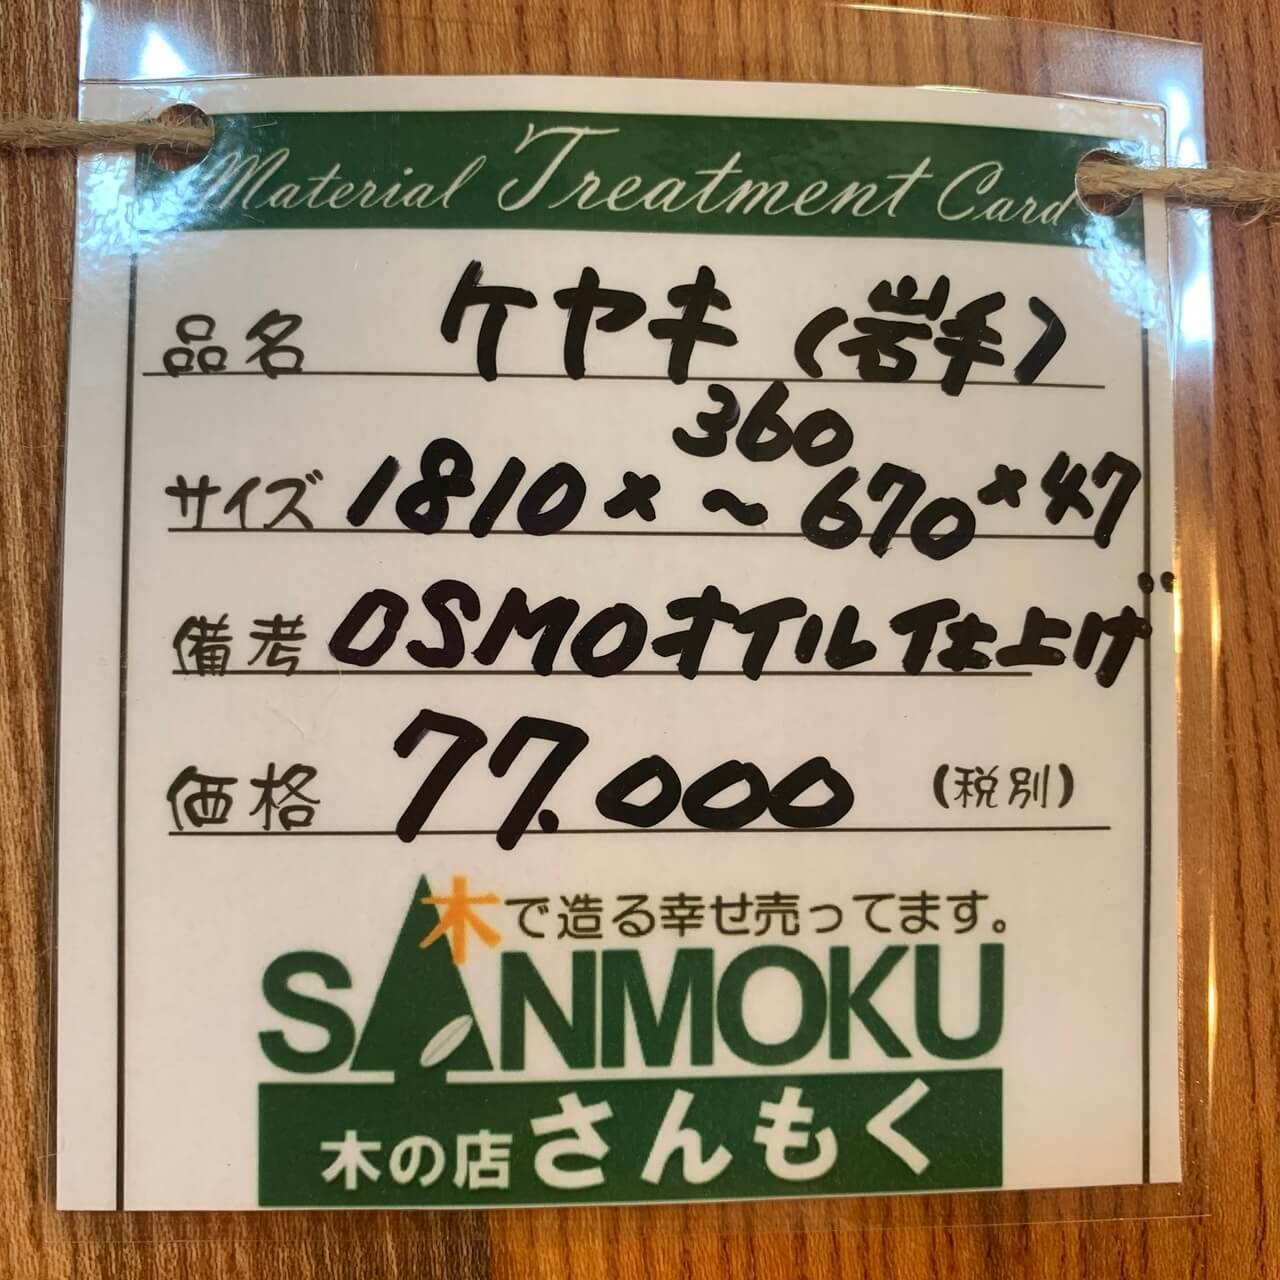 Material Treatment Card
品名 ケヤキ (岩手)
360
サイズ 1810 × ～ 670 × 47
備考 OSMOオイル仕上げ
価格 77.000 (税別)
木で造る幸せ売ってます。
SANMOKU
木の店 さんもく